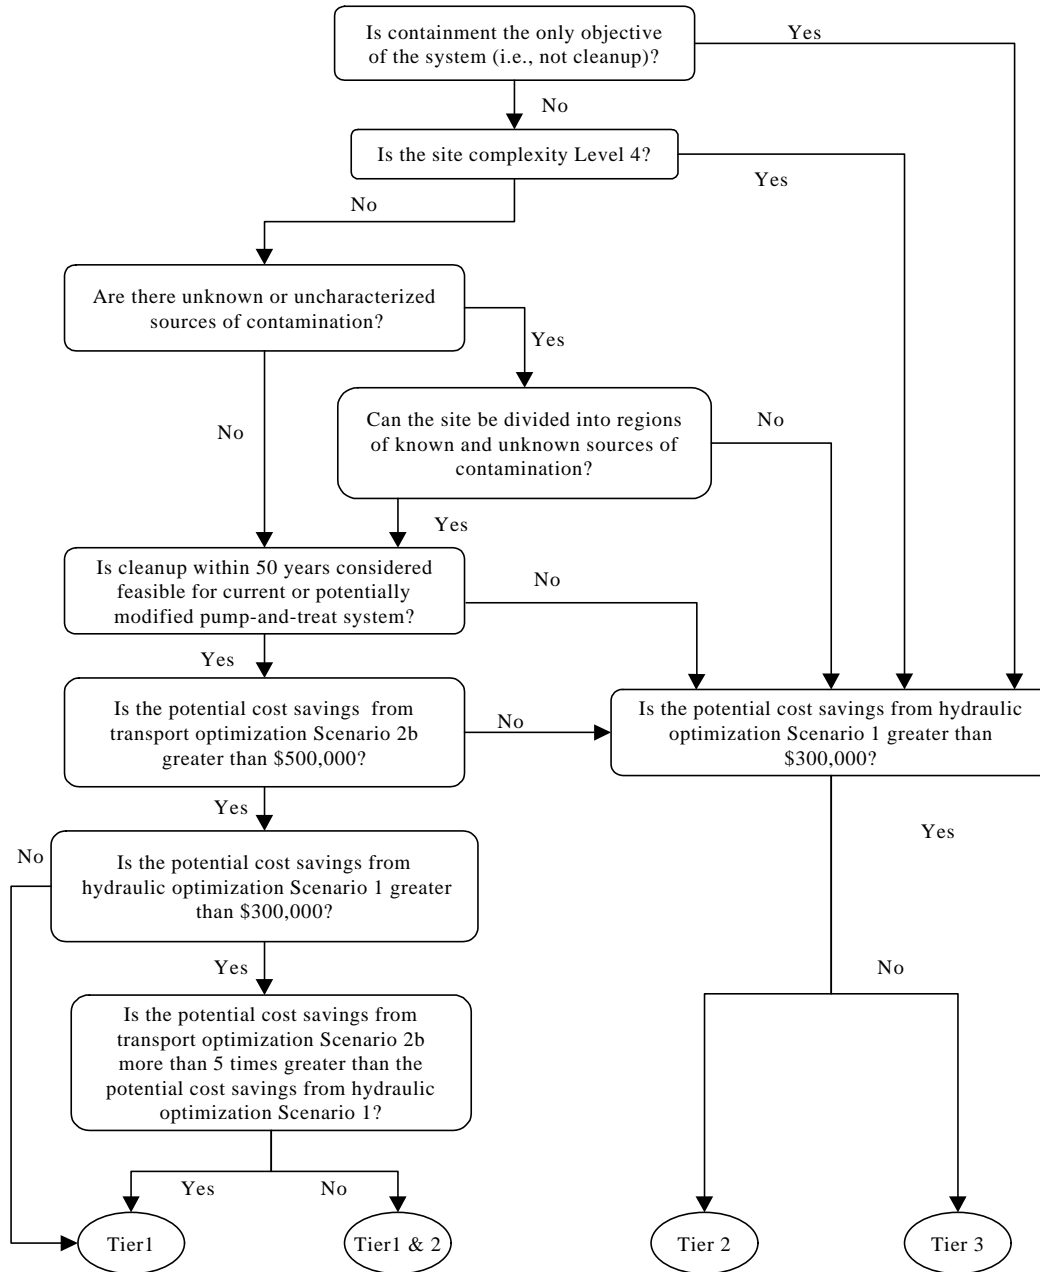 Is containment the only objective
of the system (i.e., not cleanup)?
Yes
No
Is the site complexity Level 4?
Yes
No
Are there unknown or uncharacterized
sources of contamination?
Yes
No
Can the site be divided into regions
of known and unknown sources of
contamination?
No
Yes
Is cleanup within 50 years considered
feasible for current or potentially
modified pump-and-treat system?
No
Yes
Is the potential cost savings from
transport optimization Scenario 2b
greater than $500,000?
No
Is the potential cost savings from hydraulic
optimization Scenario 1 greater than
$300,000?
Yes
Yes
No
Is the potential cost savings from
hydraulic optimization Scenario 1 greater
than $300,000?
Yes
No
Is the potential cost savings from
transport optimization Scenario 2b
more than 5 times greater than the
potential cost savings from hydraulic
optimization Scenario 1?
Yes
No
Tier1
Tier1 & 2
Tier 2
Tier 3